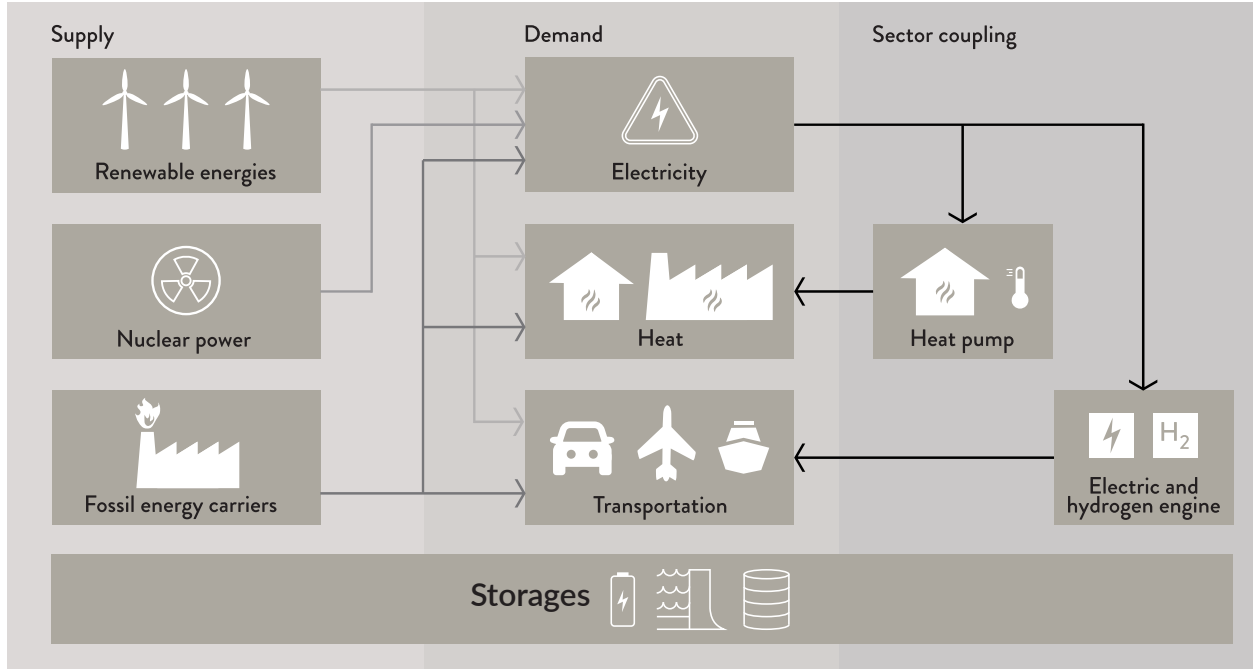 Supply
Demand
Sector coupling
Renewable energies
Electricity
Nuclear power
Heat
Heat pump
Fossil energy carriers
Transportation
H2
Electric and
hydrogen engine
Storages